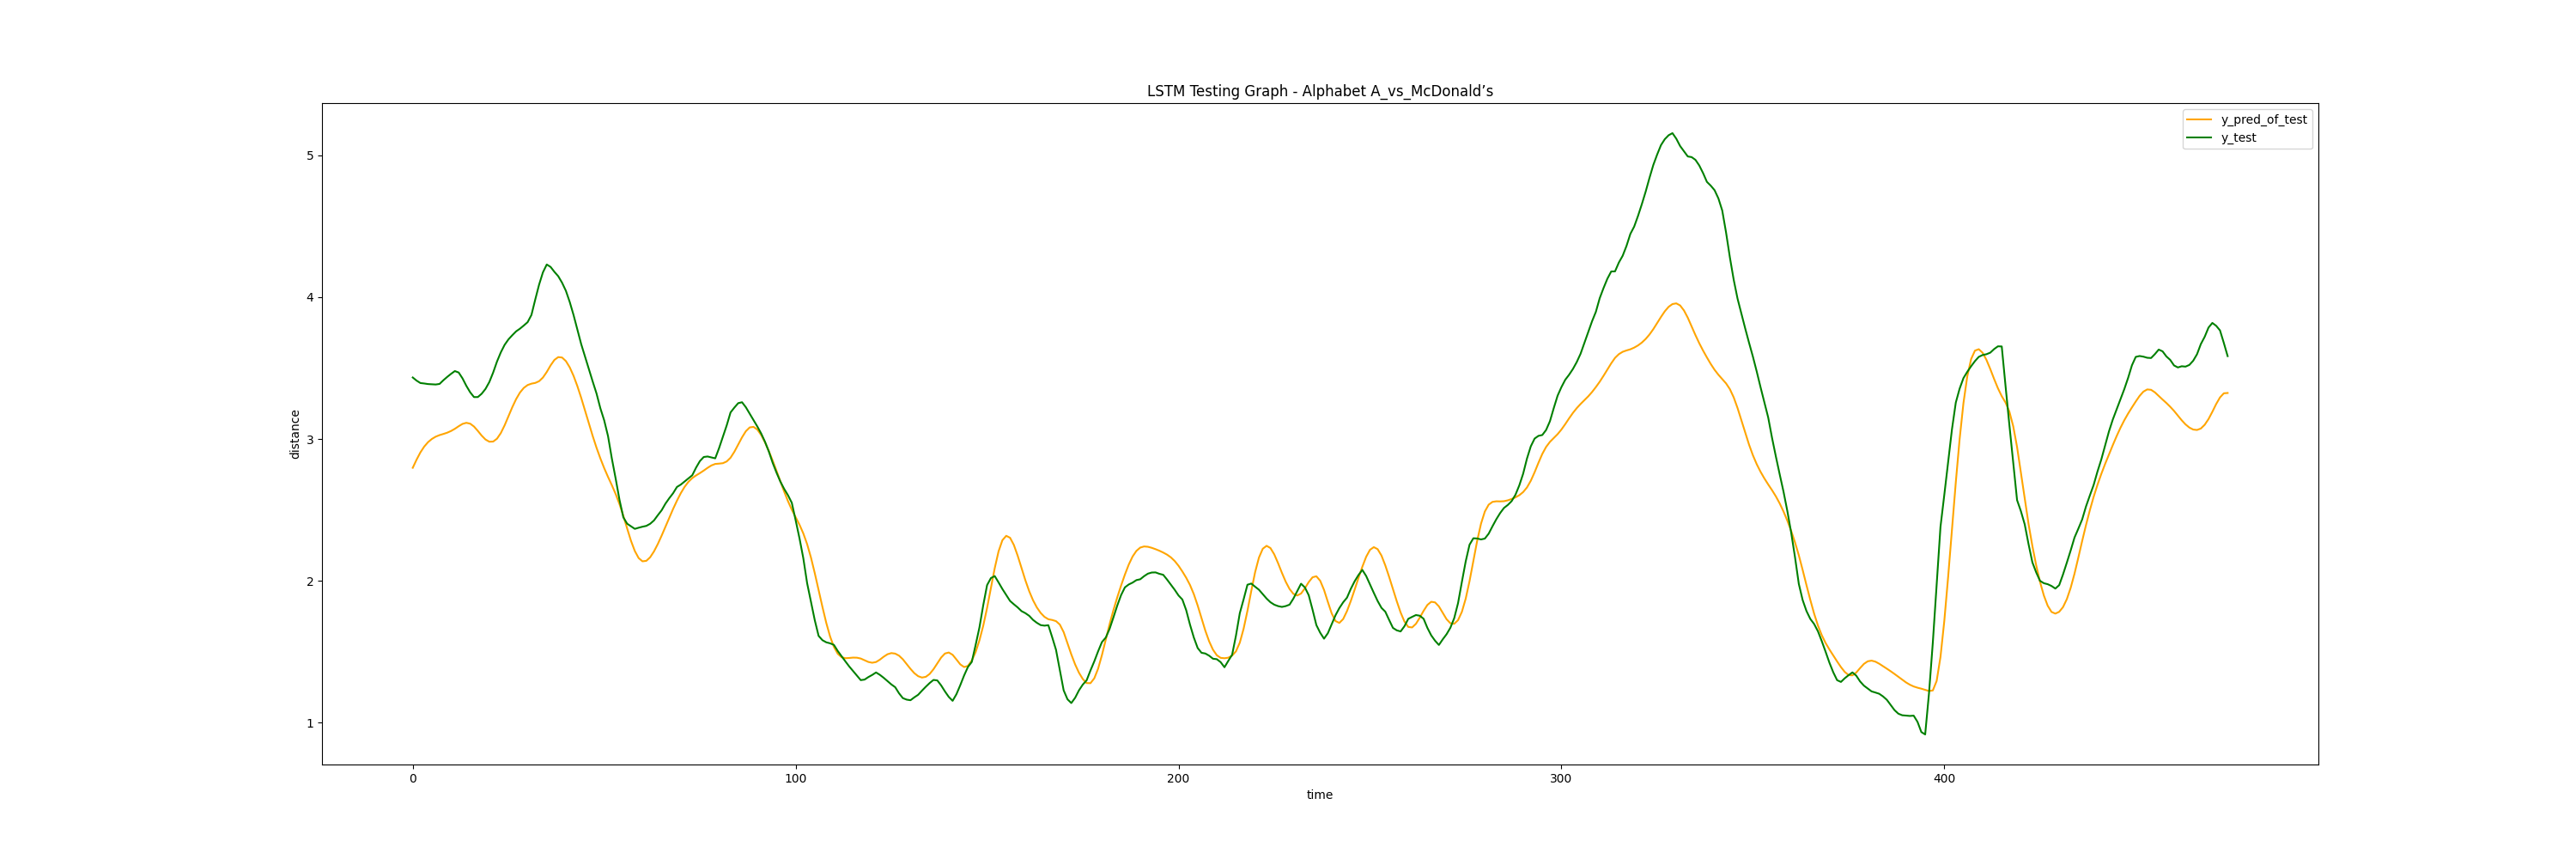 LSTM Testing Graph - Alphabet A_vs_McDonald’s
y_pred_of_test
y_test
distance
5
4
3
2
1
0 100 200 300 400
time